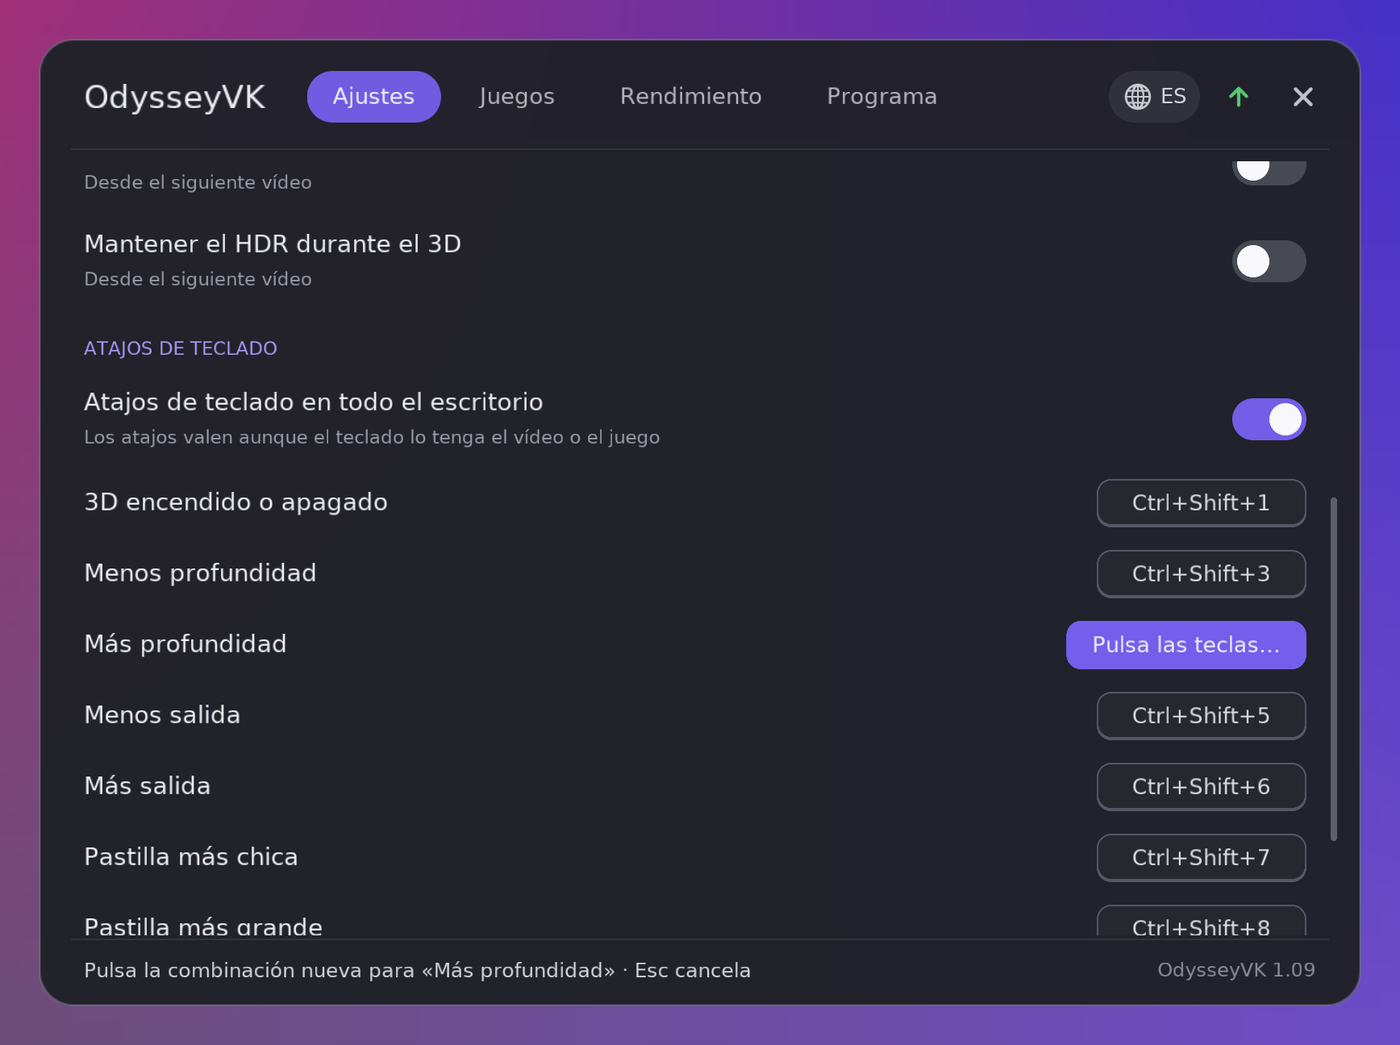 OdysseyVK
Ajustes
Juegos
Rendimiento
Programa
ES
Desde el siguiente vídeo
Mantener el HDR durante el 3D
Desde el siguiente vídeo
ATAJOS DE TECLADO
Atajos de teclado en todo el escritorio
Los atajos valen aunque el teclado lo tenga el vídeo o el juego
3D encendido o apagado
Ctrl+Shift+1
Menos profundidad
Ctrl+Shift+3
Más profundidad
Pulsa las teclas...
Menos salida
Ctrl+Shift+5
Más salida
Ctrl+Shift+6
Pastilla más chica
Ctrl+Shift+7
Pastilla más grande
Ctrl+Shift+8
Pulsa la combinación nueva para «Más profundidad» · Esc cancela
OdysseyVK 1.09